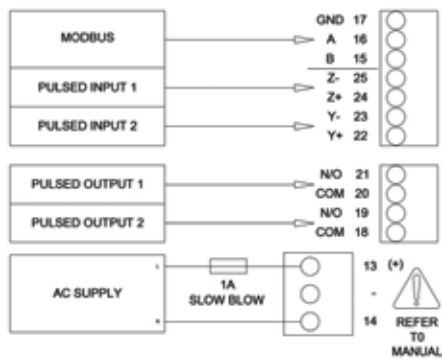 MODBUS
GND 17
A 16
B 15
PULSED INPUT 1
Z- 25
Z+ 24
PULSED INPUT 2
Y- 23
Y+ 22
PULSED OUTPUT 1
N/O 21
COM 20
PULSED OUTPUT 2
N/O 19
COM 18
AC SUPPLY
L
N
1A
SLOW BLOW
13 (+)
-
14
REFER
TO
MANUAL